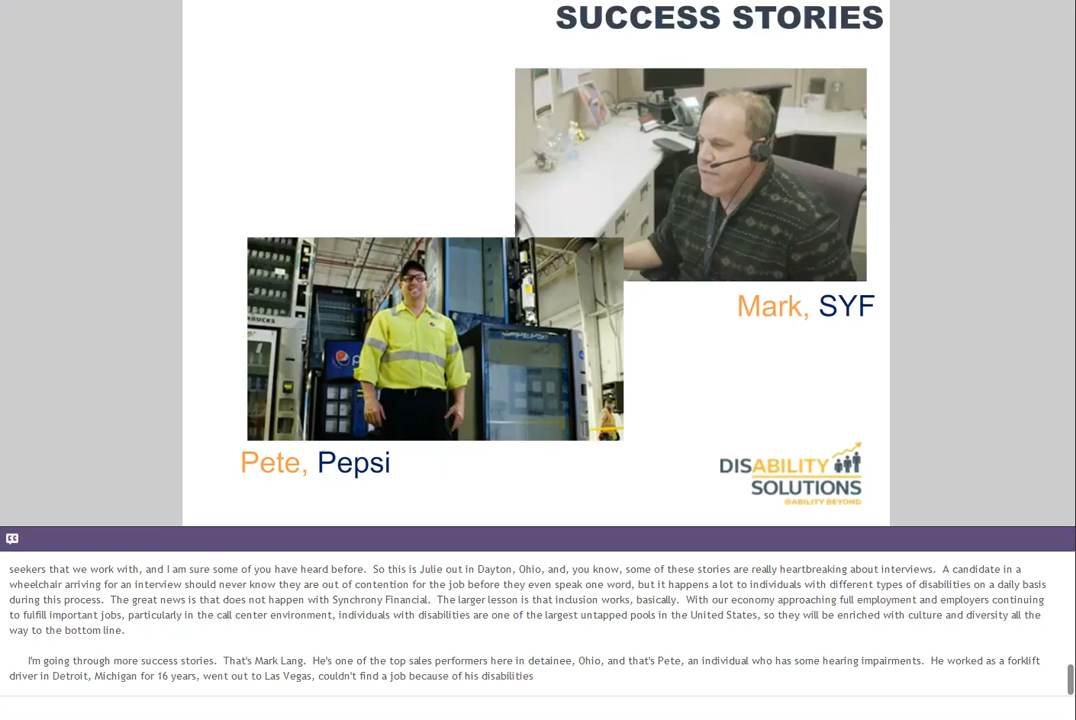 SUCCESS STORIES
Mark, SYF
Pete, Pepsi
DISABILITY
SOLUTIONS
@ABILITY BEYOND
seekers that we work with, and I am sure some of you have heard before.  So this is Julie out in Dayton, Ohio, and, you know, some of these stories are really heartbreaking about interviews.  A candidate in a
wheelchair arriving for an interview should never know they are out of contention for the job before they even speak one word, but it happens a lot to individuals with different types of disabilities on a daily basis
during this process.  The great news is that does not happen with Synchrony Financial.  The larger lesson is that inclusion works, basically.  With our economy approaching full employment and employers continuing
to fulfill important jobs, particularly in the call center environment, individuals with disabilities are one of the largest untapped pools in the United States, so they will be enriched with culture and diversity all the
way to the bottom line.
I'm going through more success stories.  That's Mark Lang.  He's one of the top sales performers here in detainee, Ohio, and that's Pete, an individual who has some hearing impairments.  He worked as a forklift
driver in Detroit, Michigan for 16 years, went out to Las Vegas, couldn't find a job because of his disabilities